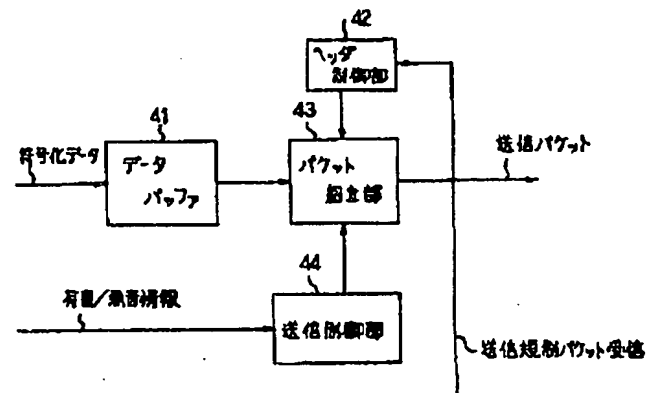 42
ヘッダ
制御部
41
43
符号化データ
データ
バッファ
パケット
組立部
送信パケット
44
有音/無音情報
送信制御部
送信規制パケット受信